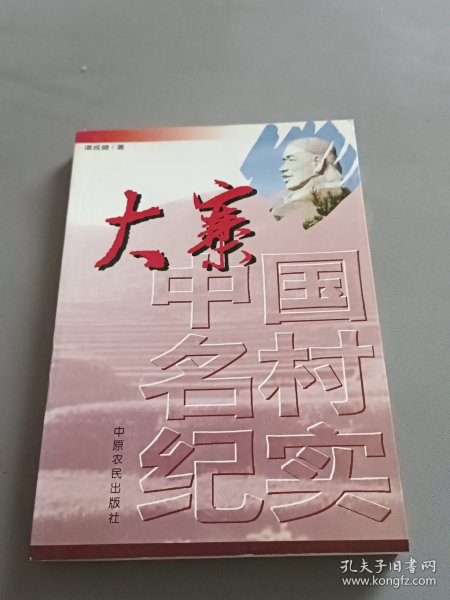 谭成健/著
大寨
中国
名村
纪实
中原农民出版社
孔夫子旧书网
www.kongfz.com